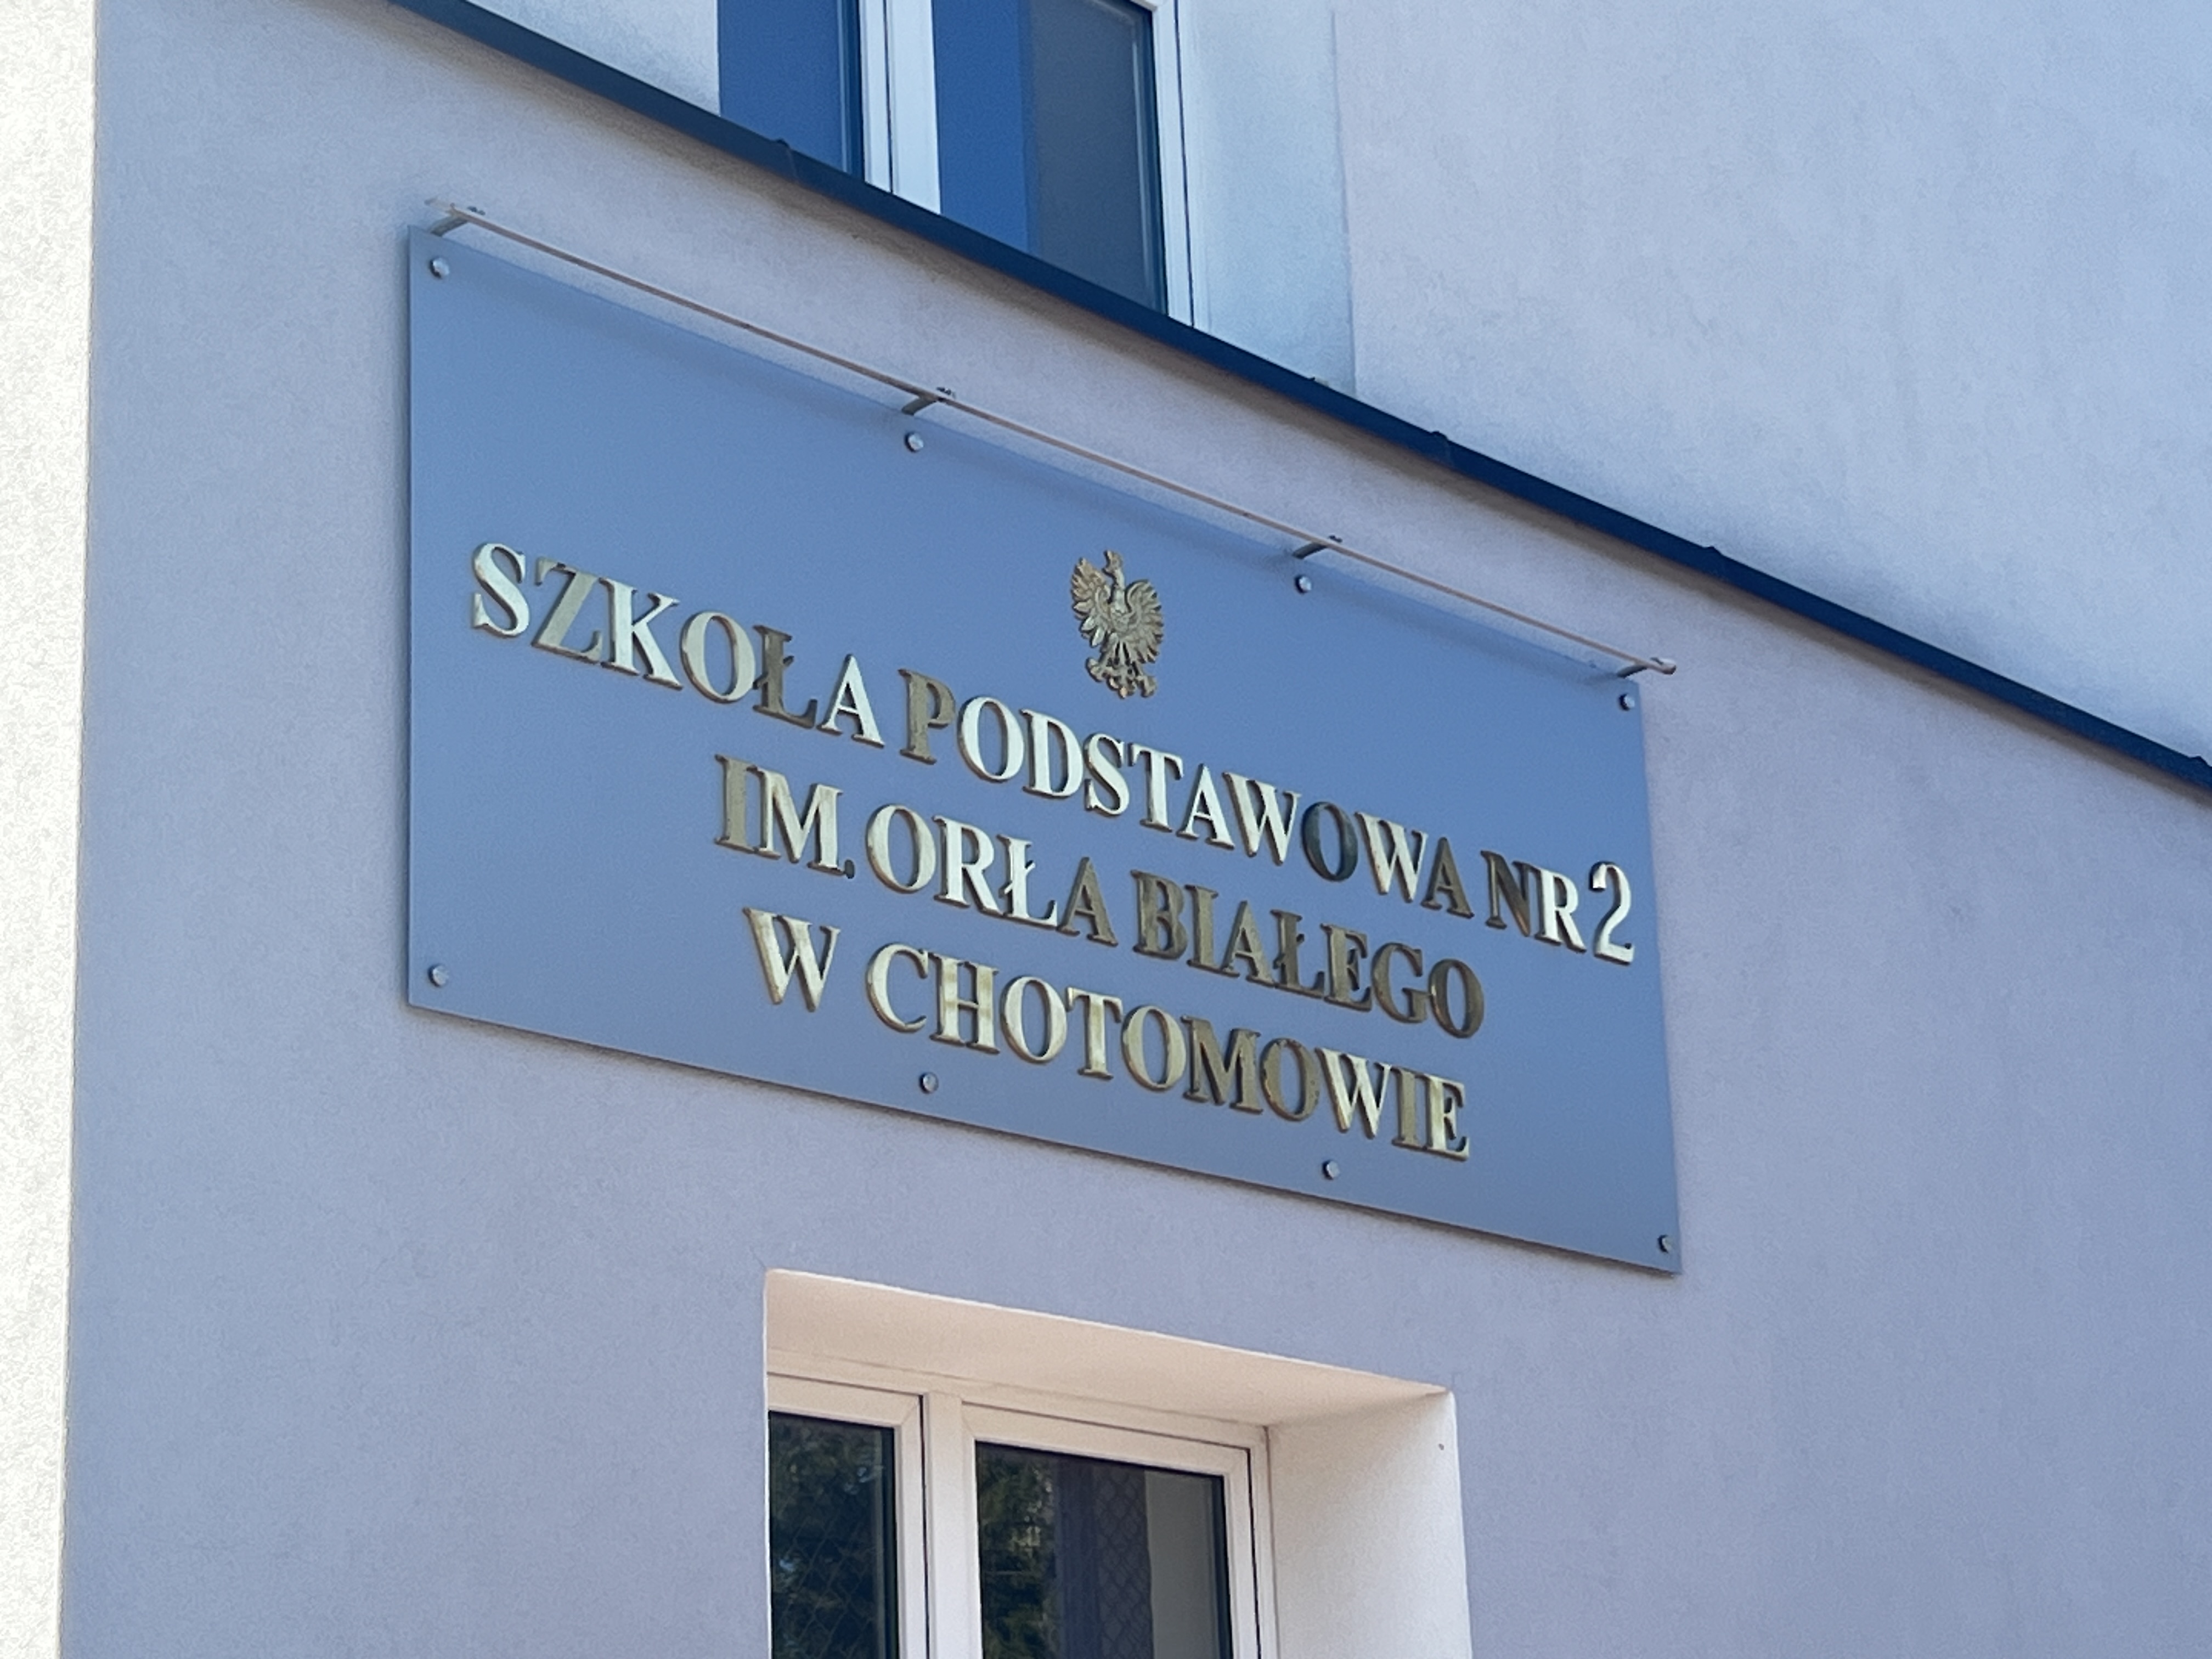 SZKOŁA PODSTAWOWA NR 2
IM. ORŁA BIAŁEGO
W CHOTOMOWIE